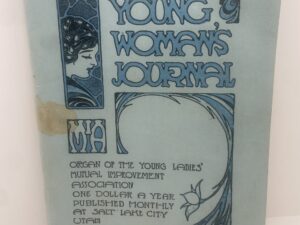 YOUNG
WOMAN'S
JOURNAL
MIA
ORGAN OF THE YOUNG LADIES'
MUTUAL IMPROVEMENT
ASSOCIATION
ONE DOLLAR A YEAR
PUBLISHED MONTHLY
AT SALT LAKE CITY
UTAH